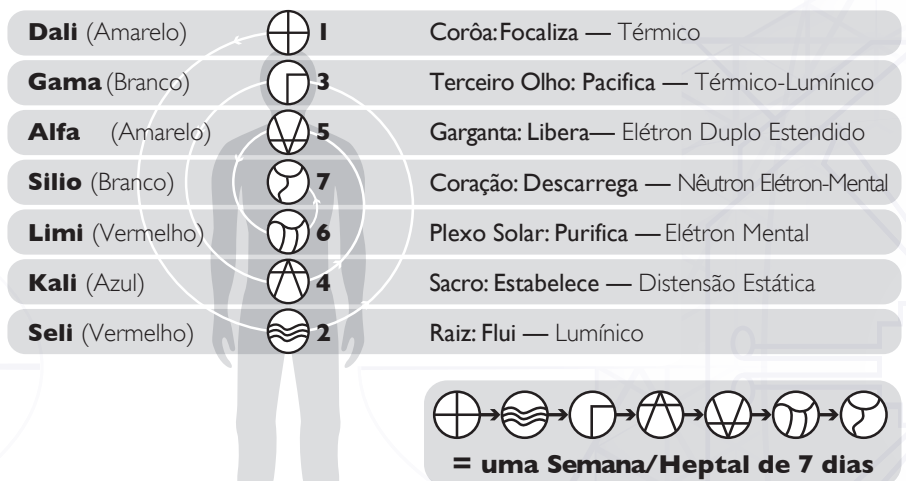 Dali (Amarelo) 1 Corôa: Focaliza — Térmico
Gama (Branco) 3 Terceiro Olho: Pacifica — Térmico-Lumínico
Alfa (Amarelo) 5 Garganta: Libera— Elétron Duplo Estendido
Silio (Branco) 7 Coração: Descarrega — Nêutron Elétron-Mental
Limi (Vermelho) 6 Plexo Solar: Purifica — Elétron Mental
Kali (Azul) 4 Sacro: Estabelece — Distensão Estática
Seli (Vermelho) 2 Raiz: Flui — Lumínico
= uma Semana/Heptal de 7 dias